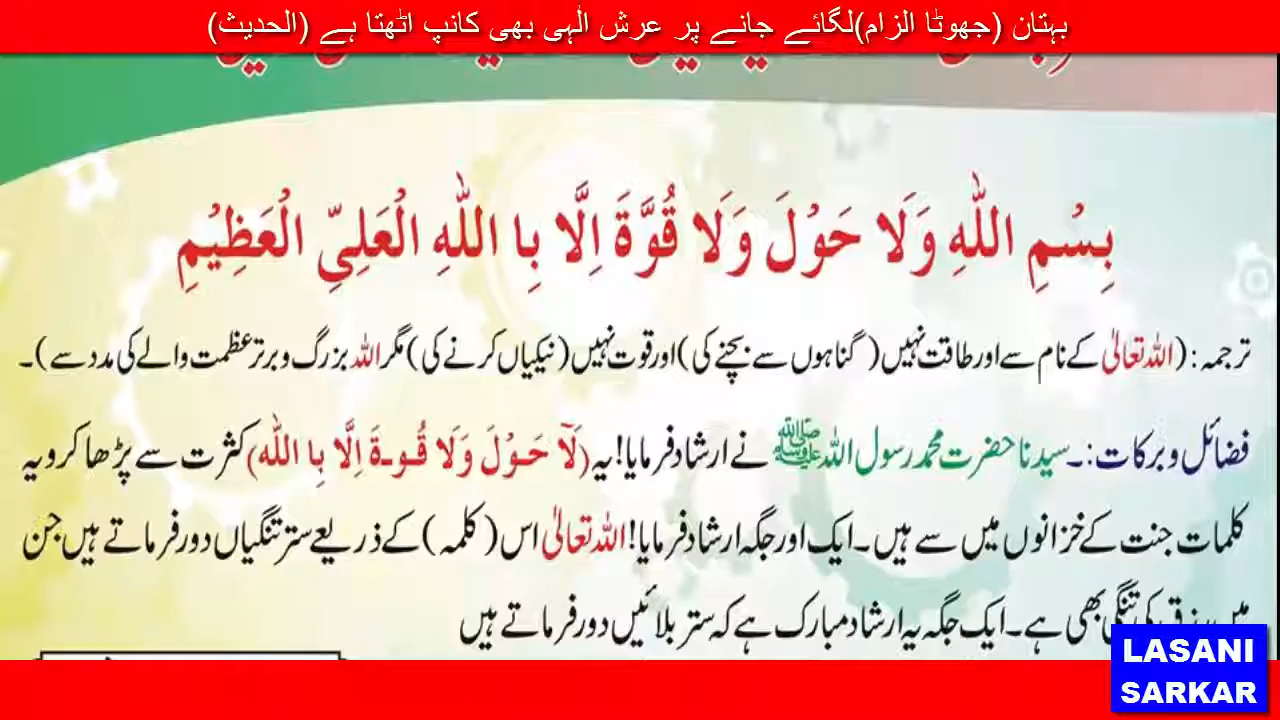 بہتان (جھوٹا الزام)لگائے جانے پر عرش الٰہی بھی کانپ اٹھتا ہے (الحدیث)
بِسْمِ اللّٰهِ وَلَا حَوْلَ وَلَا قُوَّةَ اِلَّا بِا اللّٰهِ الْعَلِىِّ الْعَظِيْمِ
ترجمہ: (اللہ تعالیٰ کے نام سے اور طاقت نہیں (گناہوں سے بچنے کی) اور قوت نہیں (نیکیاں کرنے کی) مگر اللہ بزرگ و برتر عظمت والے کی مدد سے)۔
فضائل و برکات:۔ سیدنا حضرت محمد رسول اللہ ﷺ نے ارشاد فرمایا! یہ (لَآ حَوْلَ وَلَا قُوةَ اِلَّا بِا الله) کثرت سے پڑھا کرو یہ
کلمات جنت کے خزانوں میں سے ہیں۔ ایک اور جگہ ارشاد فرمایا! اللہ تعالیٰ اس (کلمہ) کے ذریعے ستر تنگیاں دور فرماتے ہیں جن
میں رزق کی تنگی بھی ہے۔ ایک جگہ یہ ارشاد مبارک ہے کہ ستر بلائیں دور فرماتے ہیں
LASANI
SARKAR